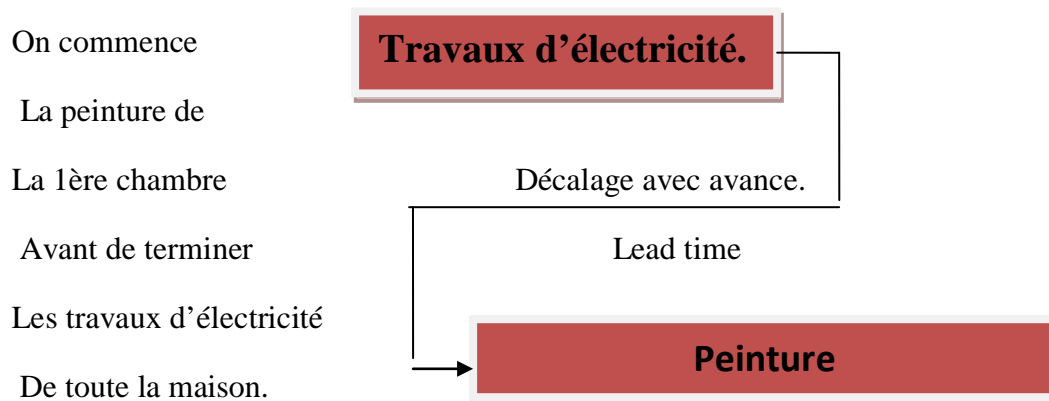 On commence
Travaux d’électricité.
La peinture de
La 1ère chambre
Décalage avec avance.
Avant de terminer
Lead time
Les travaux d’électricité
Peinture
De toute la maison.